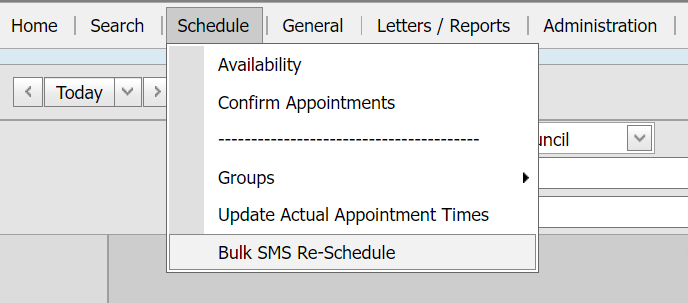 Home | Search | Schedule | General | Letters / Reports | Administration |
Availability
< Today >
Confirm Appointments
----------------------------------------
Groups
Update Actual Appointment Times
Bulk SMS Re-Schedule